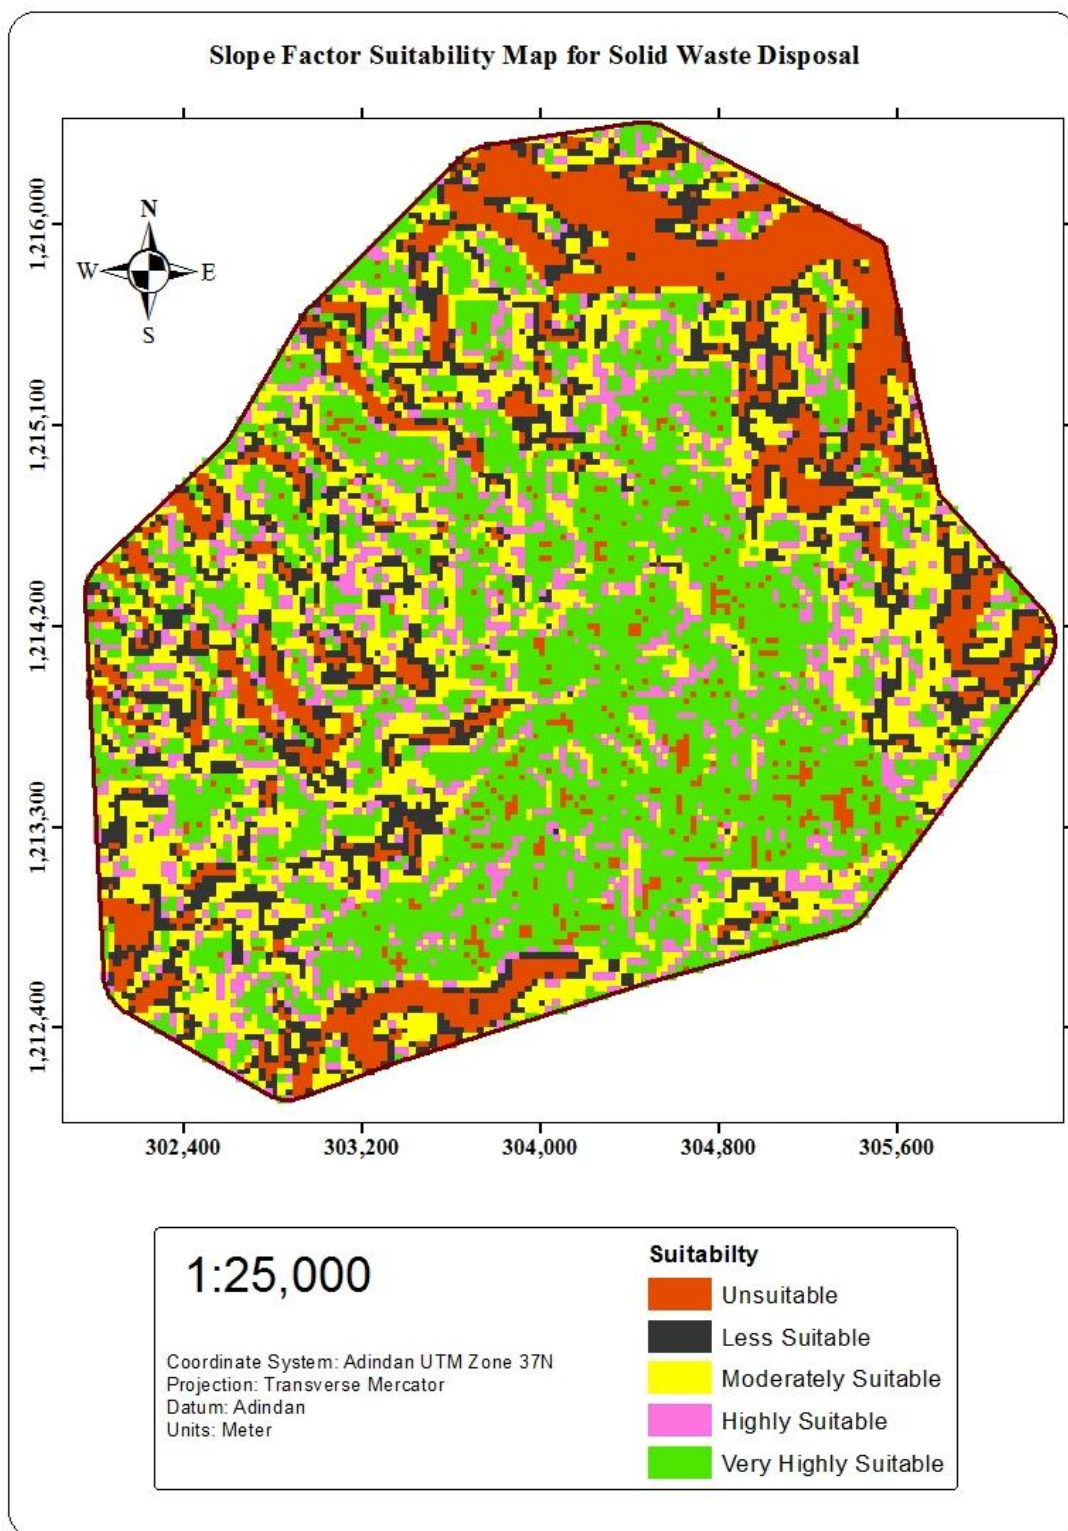 Slope Factor Suitability Map for Solid Waste Disposal
N
W E
S
1,216,000
1,215,100
1,214,200
1,213,300
1,212,400
302,400 303,200 304,000 304,800 305,600
1:25,000
Coordinate System: Adindan UTM Zone 37N
Projection: Transverse Mercator
Datum: Adindan
Units: Meter
Suitabilty
Unsuitable
Less Suitable
Moderately Suitable
Highly Suitable
Very Highly Suitable